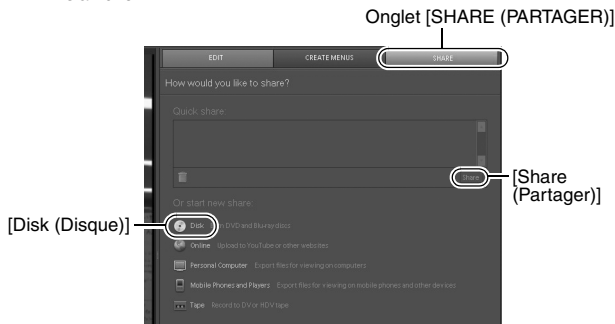 Onglet [SHARE (PARTAGER)]
EDIT CREATE MENUS SHARE
How would you like to share?
Quick share
Share
[Share
(Partager)]
Or start new share:
[Disk (Disque)]
Disk DVD and Blu-ray discs
Online Upload to YouTube or other websites
Personal Computer Export files for viewing on computers
Mobile Phones and Players Export files for viewing on mobile phones and other devices
Tape Record to DV or HDV tape